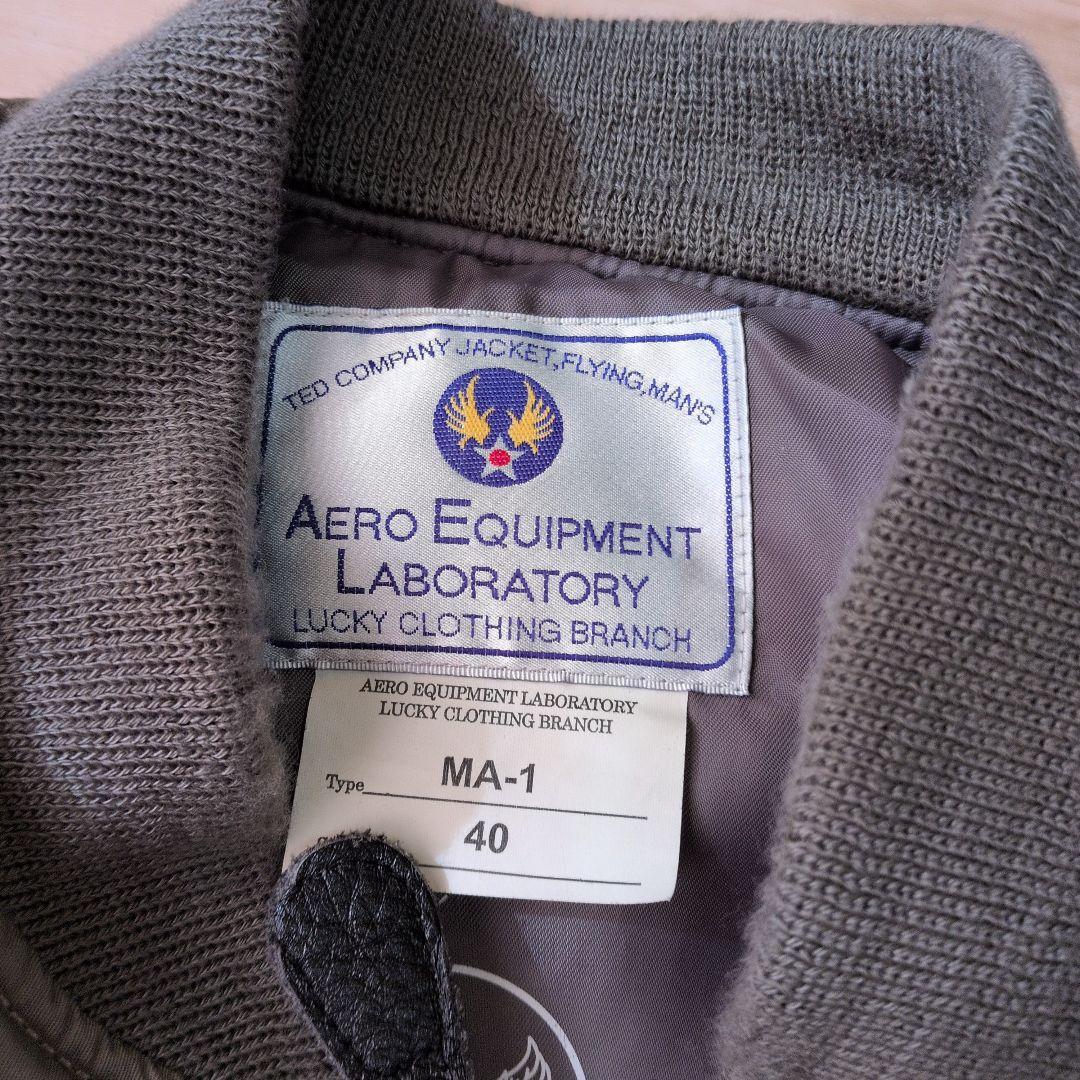 TED COMPANY JACKET,FLYING,MAN'S
AERO EQUIPMENT
LABORATORY
LUCKY CLOTHING BRANCH
AERO EQUIPMENT LABORATORY
LUCKY CLOTHING BRANCH
Type MA-1
40